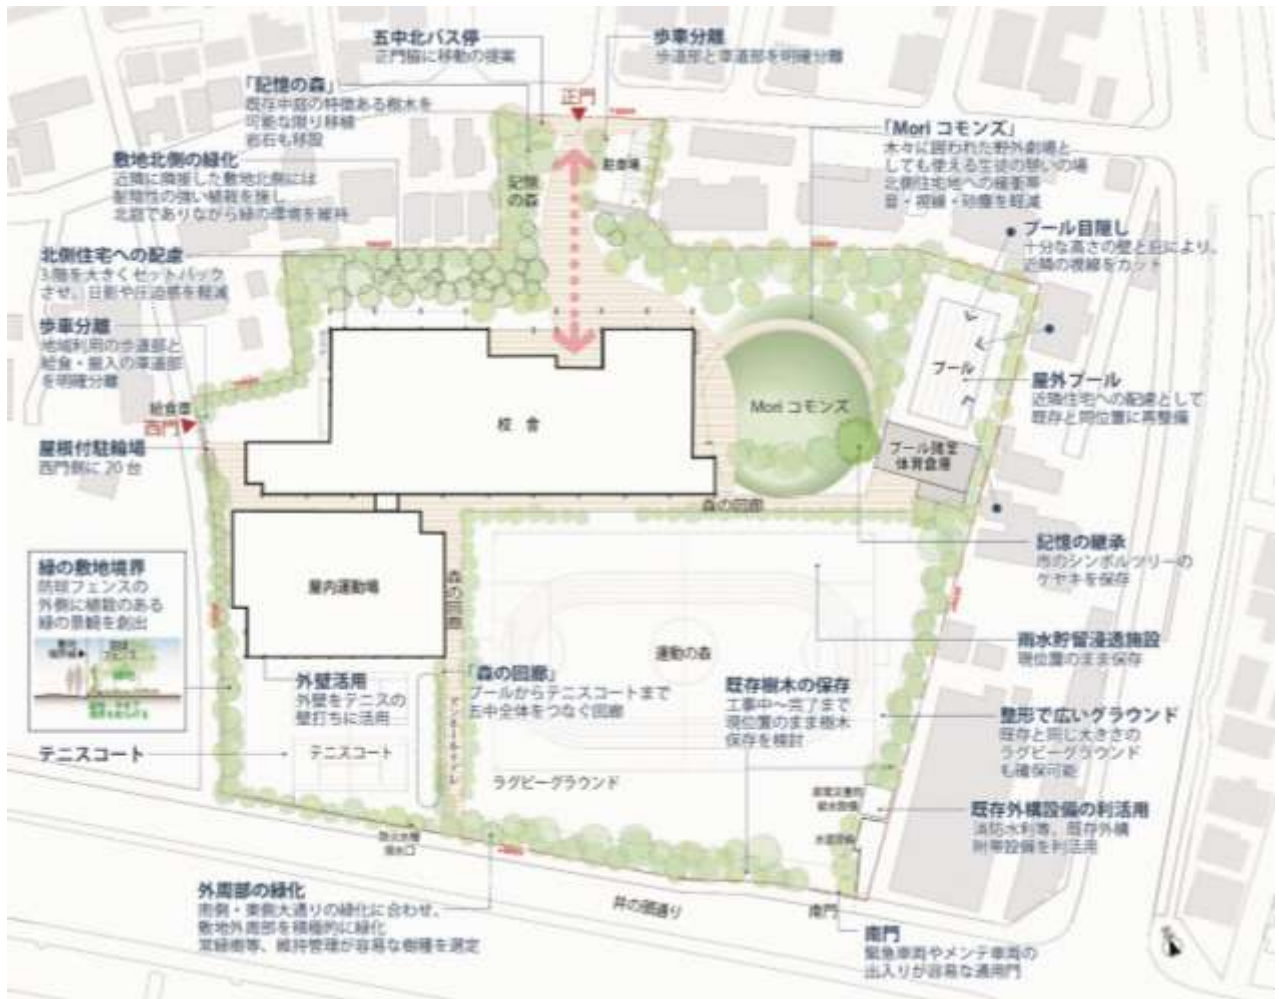 五中北バス停
正門脇に移動の提案
歩車分離
歩道部と車道部を明確分離
「記憶の森」
既存中庭の特徴ある樹木を
可能な限り移植
岩石も移設
正門
「Mori コモンズ」
木々に囲われた野外劇場と
しても使える生徒の憩いの場
北側住宅地への緩衝帯
音・視線・砂塵を軽減
敷地北側の緑化
近隣に隣接した敷地北側には
耐陰性の強い植栽を施し
北庭でありながら緑の環境を維持
記憶
の森
駐車場
プール目隠し
十分な高さの壁と庇により、
近隣の視線をカット
北側住宅への配慮
3階を大きくセットバック
させ、日影や圧迫感を軽減
歩車分離
地域利用の歩道部と
給食・搬入の車道部
を明確分離
プール
屋外プール
近隣住宅への配慮として
既存と同位置に再整備
給食車
西門
校舎
Mori コモンズ
屋根付駐輪場
西門側に 20 台
プール諸室
体育倉庫
森の回廊
記憶の継承
市のシンボルツリーの
ケヤキを保存
緑の敷地境界
防球フェンスの
外側に植栽のある
緑の景観を創出
屋内運動場
森の回廊
運動の森
雨水貯留浸透施設
現位置のまま保存
外壁活用
外壁をテニスの
壁打ちに活用
「森の回廊」
プールからテニスコートまで
五中全体をつなぐ回廊
既存樹木の保存
工事中〜完了まで
現位置のまま樹木
保存を検討
整形で広いグラウンド
既存と同じ大きさの
ラグビーグラウンド
も確保可能
テニスコート
テニスコート
ラグビーグラウンド
既存外構設備の利活用
消防水利等、既存外構
附帯設備を利活用
防火水槽
採水口
外周部の緑化
南側・東側大通りの緑化に合わせ、
敷地外周部を積極的に緑化
常緑樹等、維持管理が容易な樹種を選定
井の頭通り
南門
南門
緊急車両やメンテ車両の
出入りが容易な通用門